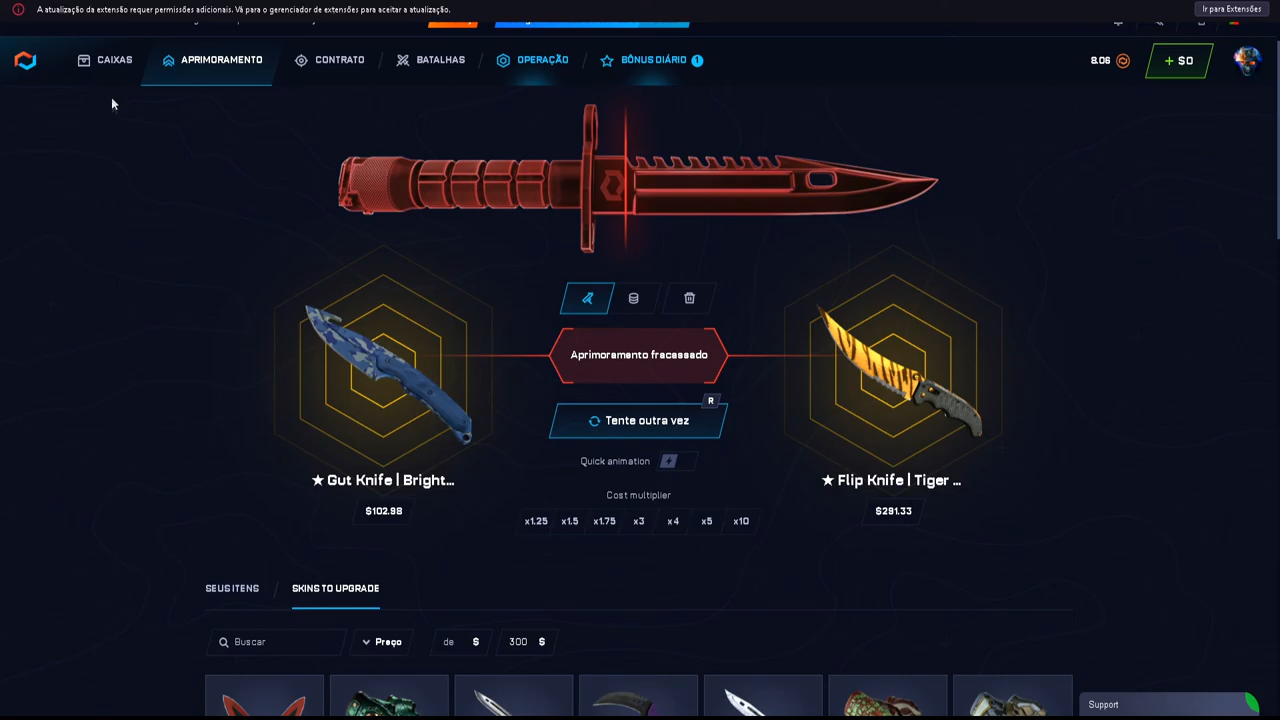 A atualização da extensão requer permissões adicionais. Vá para o gerenciador de extensões para aceitar a atualização.
Ir para Extensões
CAIXAS
APRIMORAMENTO
CONTRATO
BATALHAS
OPERAÇÃO
BÔNUS DIÁRIO 1
8.06
+ $0
Aprimoramento fracassado
R
Tente outra vez
Quick animation
★ Gut Knife | Bright...
★ Flip Knife | Tiger ...
$102.98
$291.33
Cost multiplier
x1.25 x1.5 x1.75 x3 x4 x5 x10
SEUS ITENS / SKINS TO UPGRADE
Buscar
Preço
de $
300 $
Support